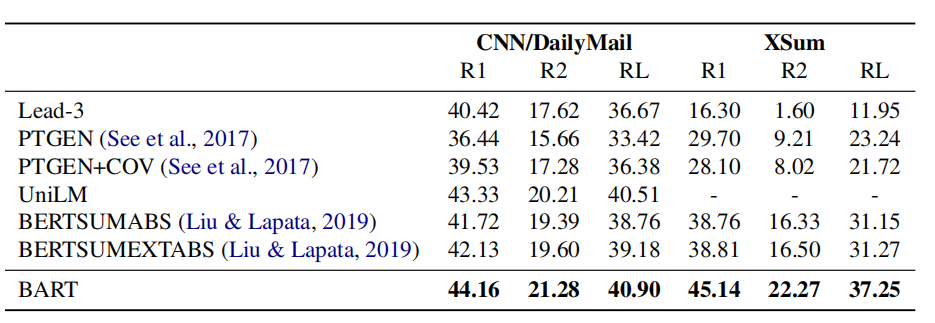 CNN/DailyMail XSum
R1 R2 RL R1 R2 RL
Lead-3 40.42 17.62 36.67 16.30 1.60 11.95
PTGEN (See et al., 2017) 36.44 15.66 33.42 29.70 9.21 23.24
PTGEN+COV (See et al., 2017) 39.53 17.28 36.38 28.10 8.02 21.72
UniLM 43.33 20.21 40.51 - - -
BERTSUMABS (Liu & Lapata, 2019) 41.72 19.39 38.76 38.76 16.33 31.15
BERTSUMEXTABS (Liu & Lapata, 2019) 42.13 19.60 39.18 38.81 16.50 31.27
BART 44.16 21.28 40.90 45.14 22.27 37.25